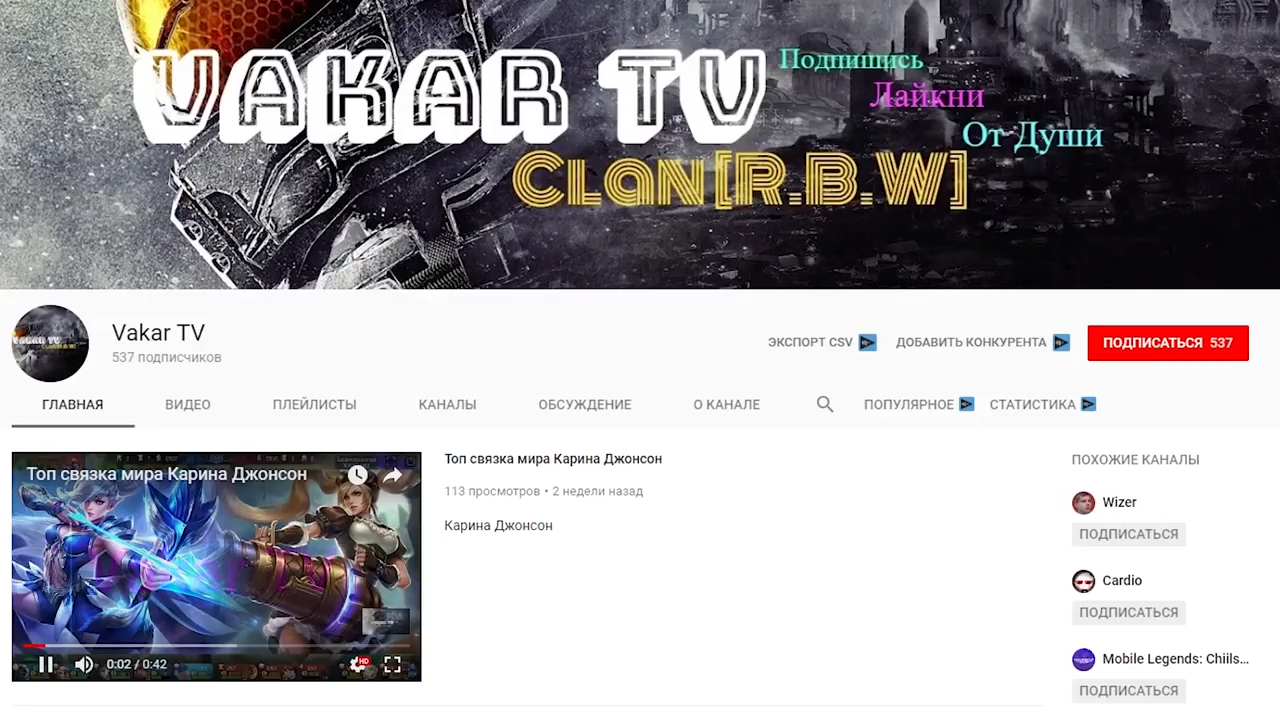 VAKAR TV
Подпишись
Лайкни
От Души
Clan[R.B.W]
Vakar TV
537 подписчиков
ЭКСПОРТ CSV
ДОБАВИТЬ КОНКУРЕНТА
ПОДПИСАТЬСЯ 537
ГЛАВНАЯ
ВИДЕО
ПЛЕЙЛИСТЫ
КАНАЛЫ
ОБСУЖДЕНИЕ
О КАНАЛЕ
ПОПУЛЯРНОЕ
СТАТИСТИКА
Топ связка мира Карина Джонсон
0:02 / 0:42
HD
Топ связка мира Карина Джонсон
113 просмотров • 2 недели назад
Карина Джонсон
ПОХОЖИЕ КАНАЛЫ
Wizer
ПОДПИСАТЬСЯ
Cardio
ПОДПИСАТЬСЯ
Mobile Legends: Chiils...
ПОДПИСАТЬСЯ